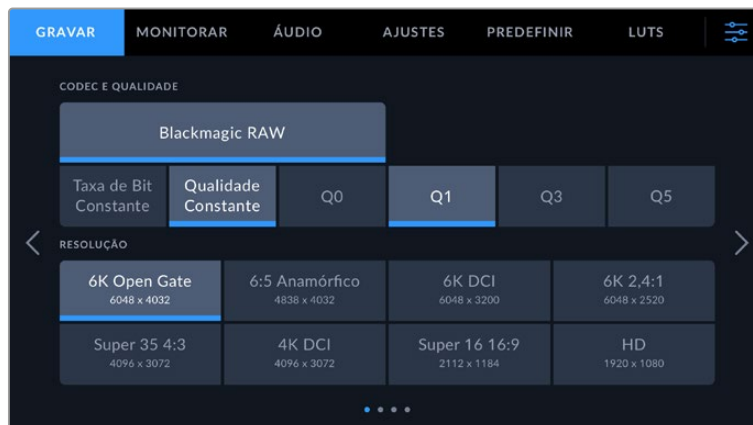 GRAVAR MONITORAR ÁUDIO AJUSTES PREDEFINIR LUTS
CODEC E QUALIDADE
Blackmagic RAW
Taxa de Bit Constante Qualidade Constante Q0 Q1 Q3 Q5
RESOLUÇÃO
6K Open Gate 6:5 Anamórfico 6K DCI 6K 2,4:1
6048 x 4032 4838 x 4032 6048 x 3200 6048 x 2520
Super 35 4:3 4K DCI Super 16 16:9 HD
4096 x 3072 4096 x 3072 2112 x 1184 1920 x 1080